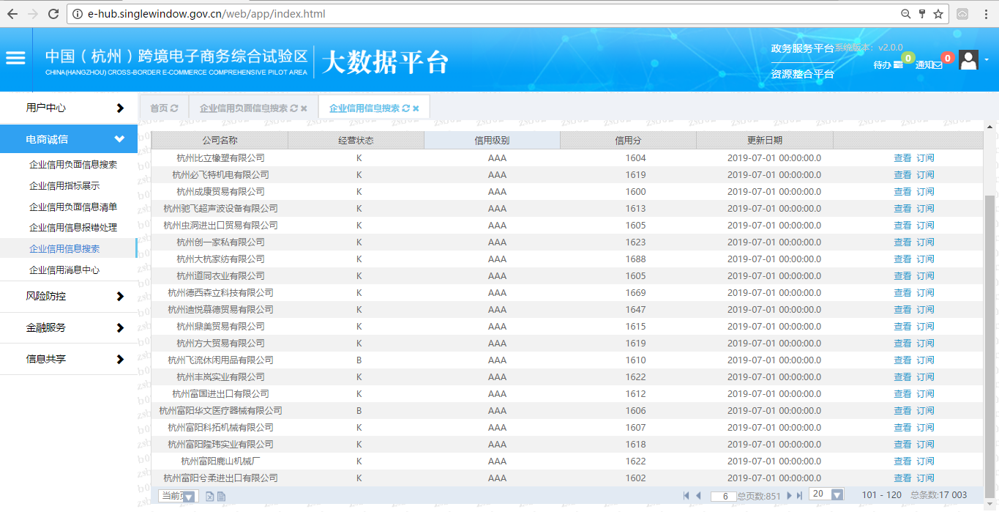 e-hub.singlewindow.gov.cn/web/app/index.html
中国（杭州）跨境电子商务综合试验区
CHINA(HANGZHOU) CROSS-BORDER E-COMMERCE COMPREHENSIVE PILOT AREA
大数据平台
政务服务平台 系统版本：v2.0.0
待办 0 通知 0
资源整合平台
用户中心
电商诚信
企业信用负面信息搜索
企业信用指标展示
企业信用负面信息清单
企业信用信息报错处理
企业信用信息搜索
企业信用消息中心
风险防控
金融服务
信息共享
首页 企业信用负面信息搜索 企业信用信息搜索
公司名称 经营状态 信用级别 信用分 更新日期
杭州比立橡塑有限公司 K AAA 1604 2019-07-01 00:00:00.0 查看 订阅
杭州必飞特机电有限公司 K AAA 1619 2019-07-01 00:00:00.0 查看 订阅
杭州成康贸易有限公司 K AAA 1600 2019-07-01 00:00:00.0 查看 订阅
杭州驰飞超声波设备有限公司 K AAA 1613 2019-07-01 00:00:00.0 查看 订阅
杭州虫洞进出口贸易有限公司 K AAA 1605 2019-07-01 00:00:00.0 查看 订阅
杭州创一家私有限公司 K AAA 1623 2019-07-01 00:00:00.0 查看 订阅
杭州大杭家纺有限公司 K AAA 1688 2019-07-01 00:00:00.0 查看 订阅
杭州道同衣业有限公司 K AAA 1605 2019-07-01 00:00:00.0 查看 订阅
杭州德西森立科技有限公司 K AAA 1669 2019-07-01 00:00:00.0 查看 订阅
杭州迪悦慕德贸易有限公司 K AAA 1647 2019-07-01 00:00:00.0 查看 订阅
杭州鼎美贸易有限公司 K AAA 1615 2019-07-01 00:00:00.0 查看 订阅
杭州方大贸易有限公司 K AAA 1619 2019-07-01 00:00:00.0 查看 订阅
杭州飞流休闲用品有限公司 B AAA 1610 2019-07-01 00:00:00.0 查看 订阅
杭州丰岚实业有限公司 K AAA 1622 2019-07-01 00:00:00.0 查看 订阅
杭州富国进出口有限公司 K AAA 1612 2019-07-01 00:00:00.0 查看 订阅
杭州富阳华文医疗器械有限公司 B AAA 1606 2019-07-01 00:00:00.0 查看 订阅
杭州富阳科拓机械有限公司 K AAA 1607 2019-07-01 00:00:00.0 查看 订阅
杭州富阳隆玮实业有限公司 K AAA 1618 2019-07-01 00:00:00.0 查看 订阅
杭州富阳鹿山机械厂 K AAA 1622 2019-07-01 00:00:00.0 查看 订阅
杭州富阳兮柔进出口有限公司 K AAA 1602 2019-07-01 00:00:00.0 查看 订阅
当前 6 总页数:851 20 101 - 120 总条数:17 003